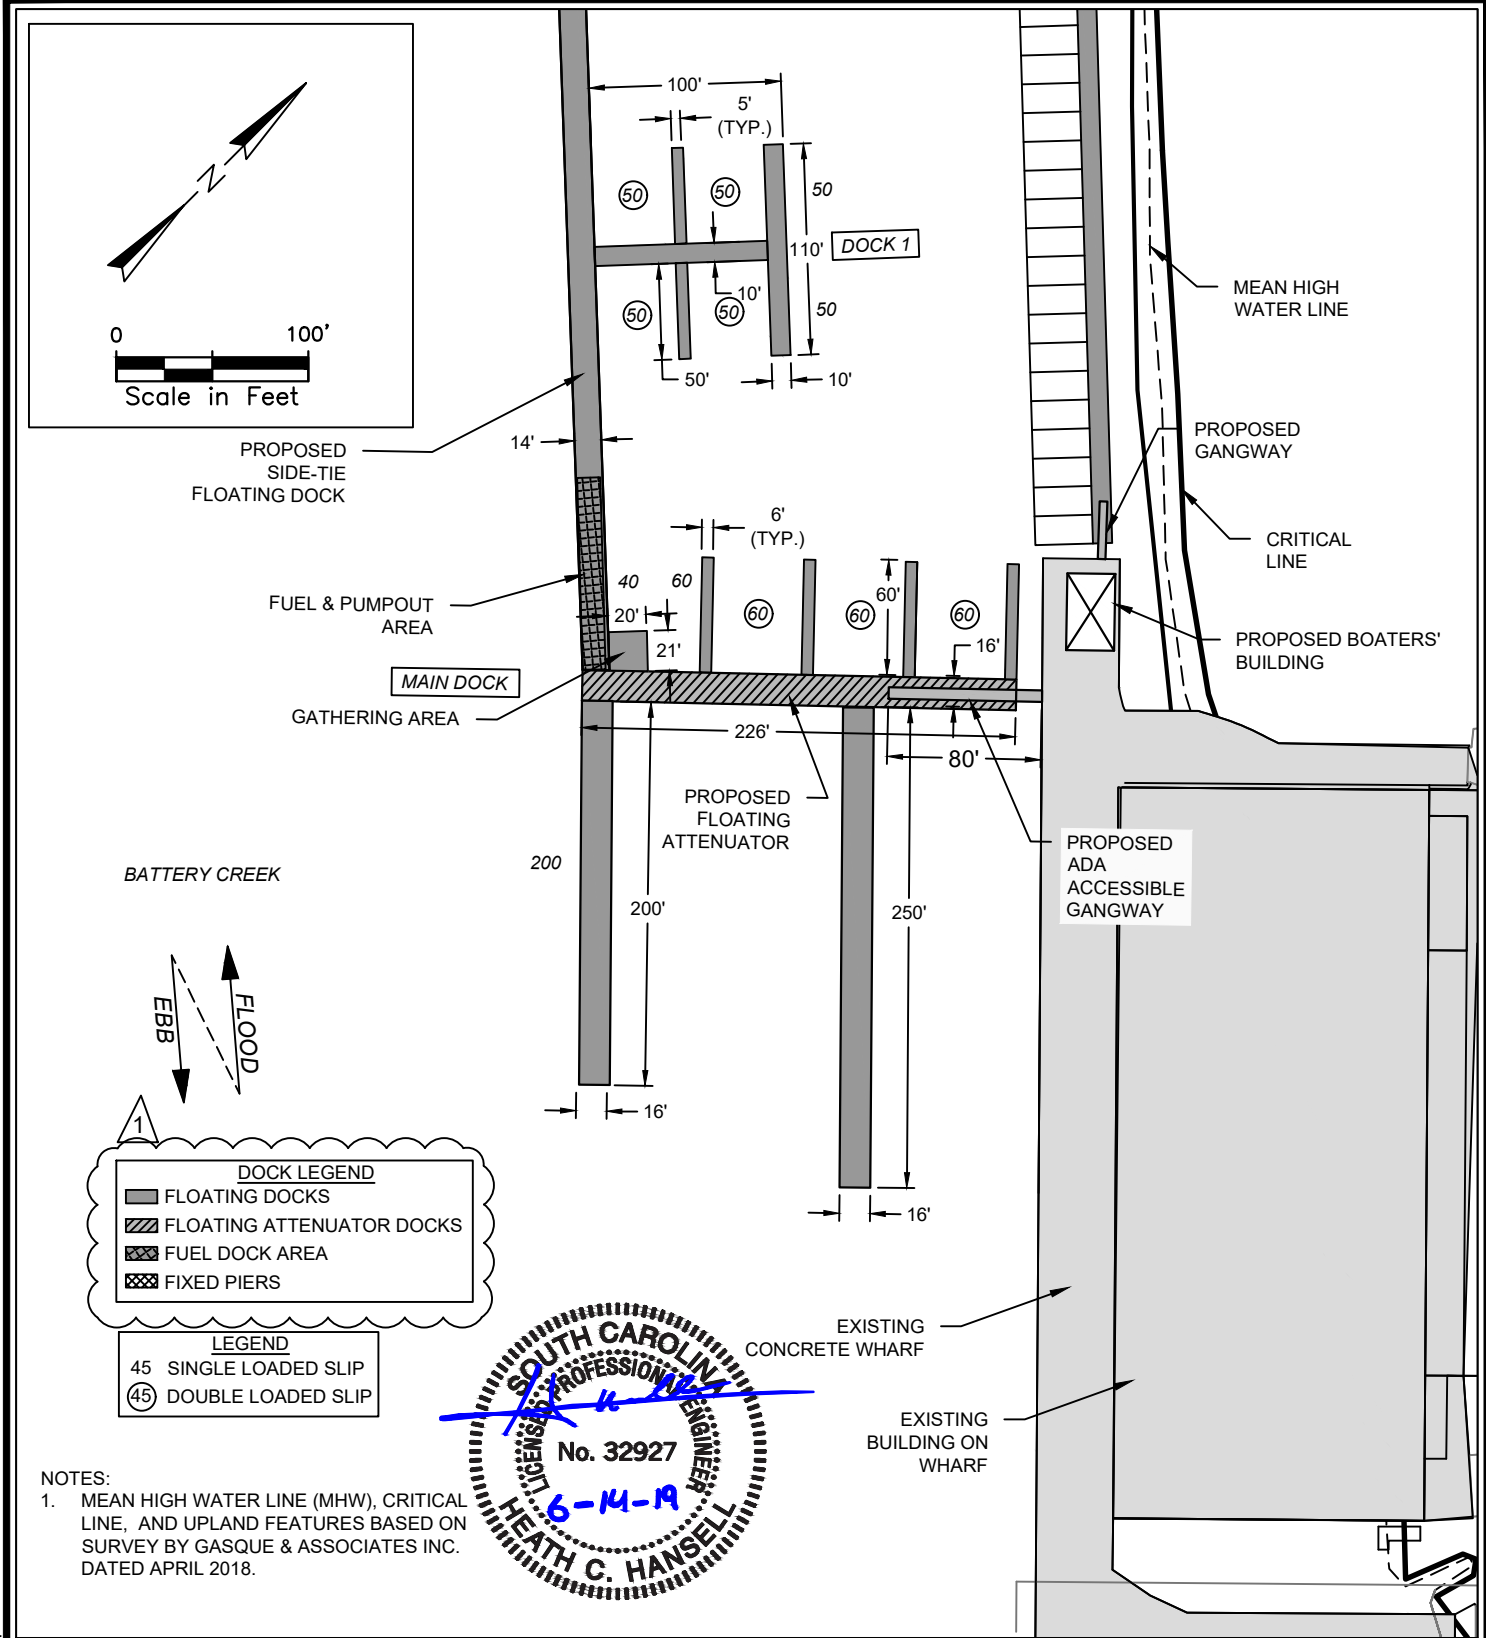 N
0 100'
Scale in Feet
100'
5'
(TYP.)
50
50
50
110'
DOCK 1
10'
50
50
50
50'
10'
MEAN HIGH
WATER LINE
PROPOSED
SIDE-TIE
FLOATING DOCK
14'
PROPOSED
GANGWAY
6'
(TYP.)
CRITICAL
LINE
FUEL & PUMPOUT
AREA
40
60
20'
21'
60
60
60'
60
16'
PROPOSED BOATERS'
BUILDING
MAIN DOCK
GATHERING AREA
226'
80'
PROPOSED
FLOATING
ATTENUATOR
PROPOSED
ADA
ACCESSIBLE
GANGWAY
BATTERY CREEK
200
200'
250'
EBB
FLOOD
16'
16'
1
DOCK LEGEND
FLOATING DOCKS
FLOATING ATTENUATOR DOCKS
FUEL DOCK AREA
FIXED PIERS
LEGEND
45 SINGLE LOADED SLIP
45 DOUBLE LOADED SLIP
EXISTING
CONCRETE WHARF
EXISTING
BUILDING ON
WHARF
SOUTH CAROLINA
LICENSED PROFESSIONAL ENGINEER
No. 32927
6-14-19
HEATH C. HANSELL
NOTES:
1. MEAN HIGH WATER LINE (MHW), CRITICAL
LINE, AND UPLAND FEATURES BASED ON
SURVEY BY GASQUE & ASSOCIATES INC.
DATED APRIL 2018.